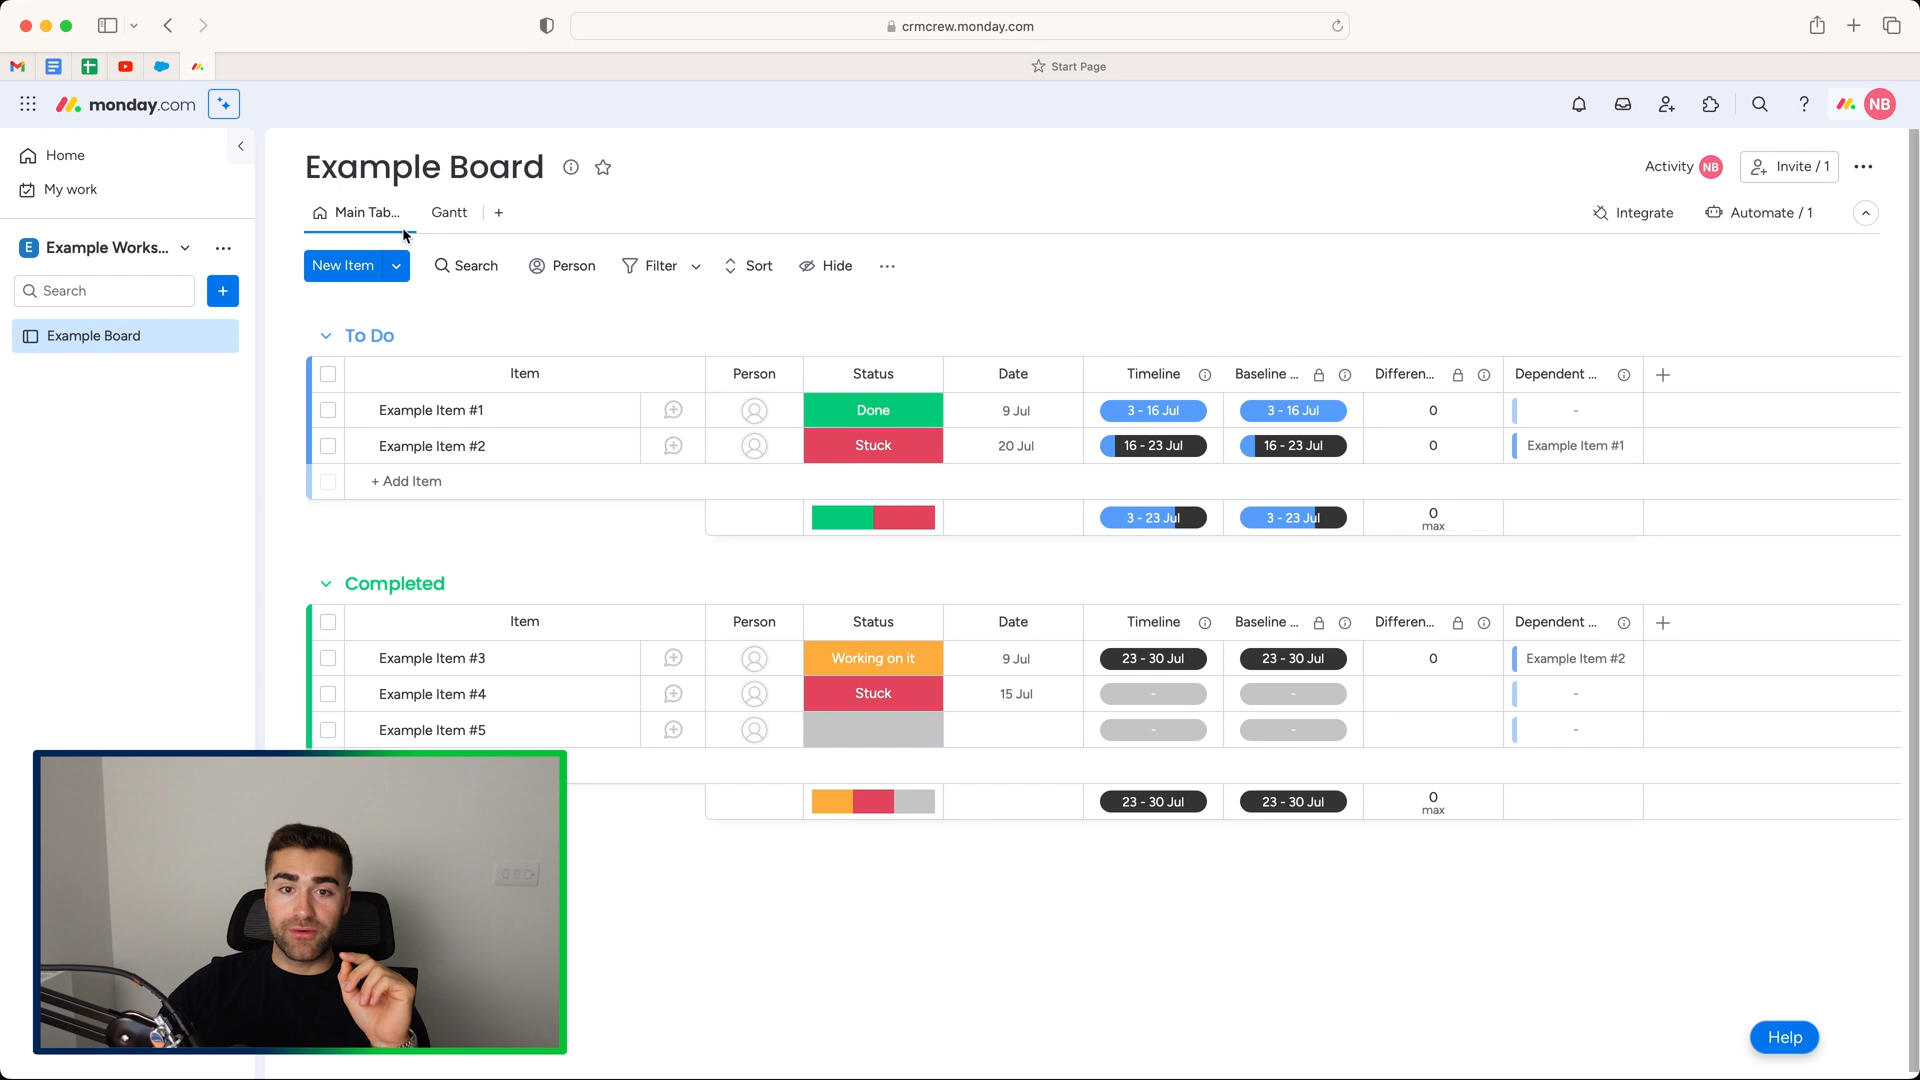 crmcrew.monday.com
Start Page
monday.com
NB
Home
My work
E Example Works...
Search
Example Board
Example Board
Activity NB
Invite / 1
Main Tab...
Gantt
Integrate
Automate / 1
New Item
Search
Person
Filter
Sort
Hide
To Do
Item Person Status Date Timeline Baseline ... Differen... Dependent ...
Example Item #1 Done 9 Jul 3 - 16 Jul 3 - 16 Jul 0 -
Example Item #2 Stuck 20 Jul 16 - 23 Jul 16 - 23 Jul 0 Example Item #1
+ Add Item
3 - 23 Jul 3 - 23 Jul 0
max
Completed
Item Person Status Date Timeline Baseline ... Differen... Dependent ...
Example Item #3 Working on it 9 Jul 23 - 30 Jul 23 - 30 Jul 0 Example Item #2
Example Item #4 Stuck 15 Jul - - -
Example Item #5 - - -
23 - 30 Jul 23 - 30 Jul 0
max
Help